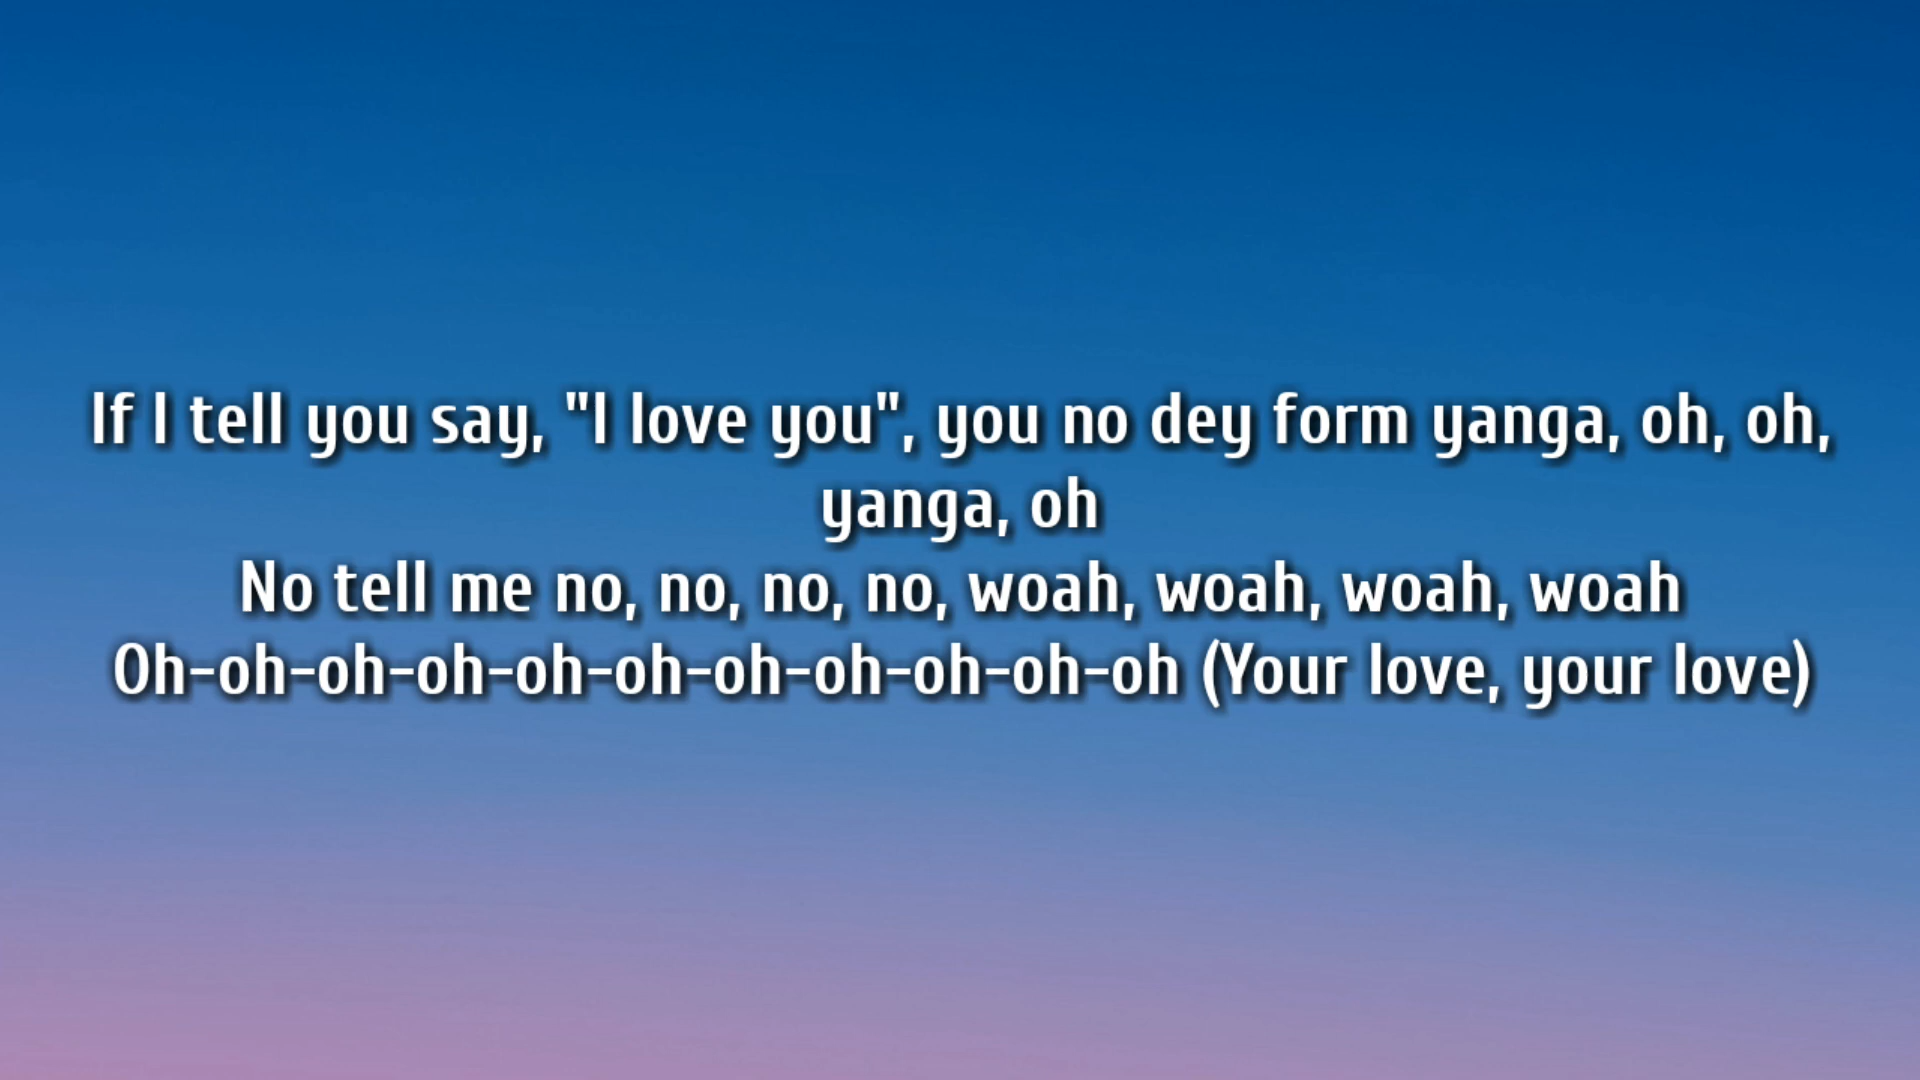 If I tell you say, "I love you", you no dey form yanga, oh, oh,
yanga, oh
No tell me no, no, no, no, woah, woah, woah, woah
Oh-oh-oh-oh-oh-oh-oh-oh-oh-oh-oh (Your love, your love)